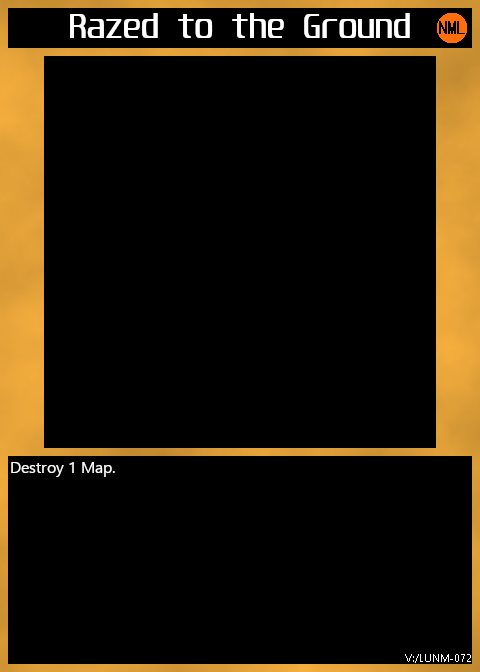 Razed to the Ground
NML
Destroy 1 Map.
V:/LUNM-072